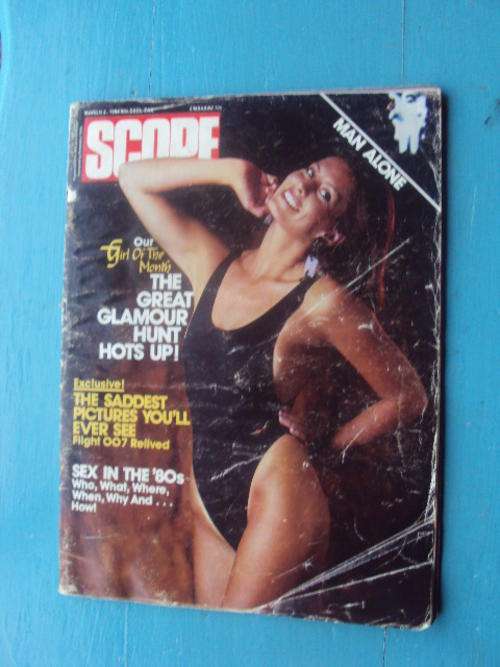 SCOPE
MAN ALONE
Our
Girl Of The
Month
THE
GREAT
GLAMOUR
HUNT
HOTS UP!
Exclusive!
THE SADDEST
PICTURES YOU'LL
EVER SEE
Flight 007 Relived
SEX IN THE '80s
Who, What, Where,
When, Why And . . .
How!